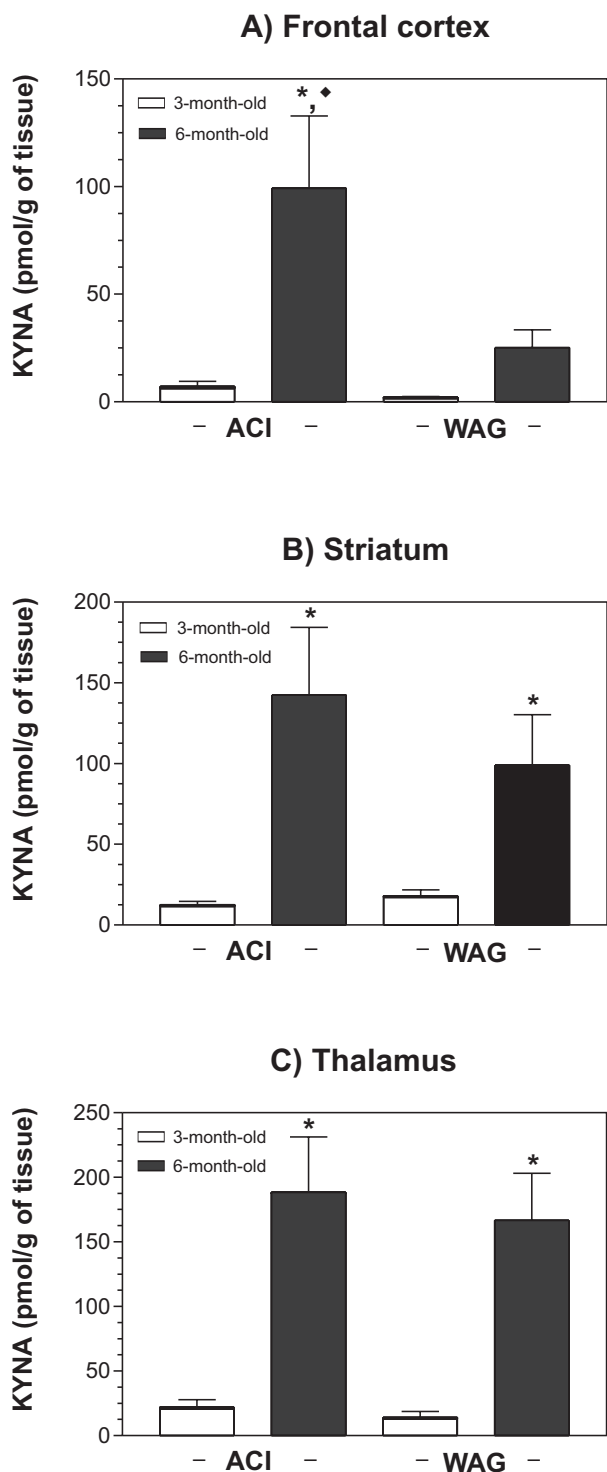 A) Frontal cortex
KYNA (pmol/g of tissue)
150
100
50
0
3-month-old
6-month-old
*,◆
– ACI – – WAG –
B) Striatum
KYNA (pmol/g of tissue)
200
150
100
50
0
3-month-old
6-month-old
*
*
– ACI – – WAG –
C) Thalamus
KYNA (pmol/g of tissue)
250
200
150
100
50
0
3-month-old
6-month-old
*
*
– ACI – – WAG –